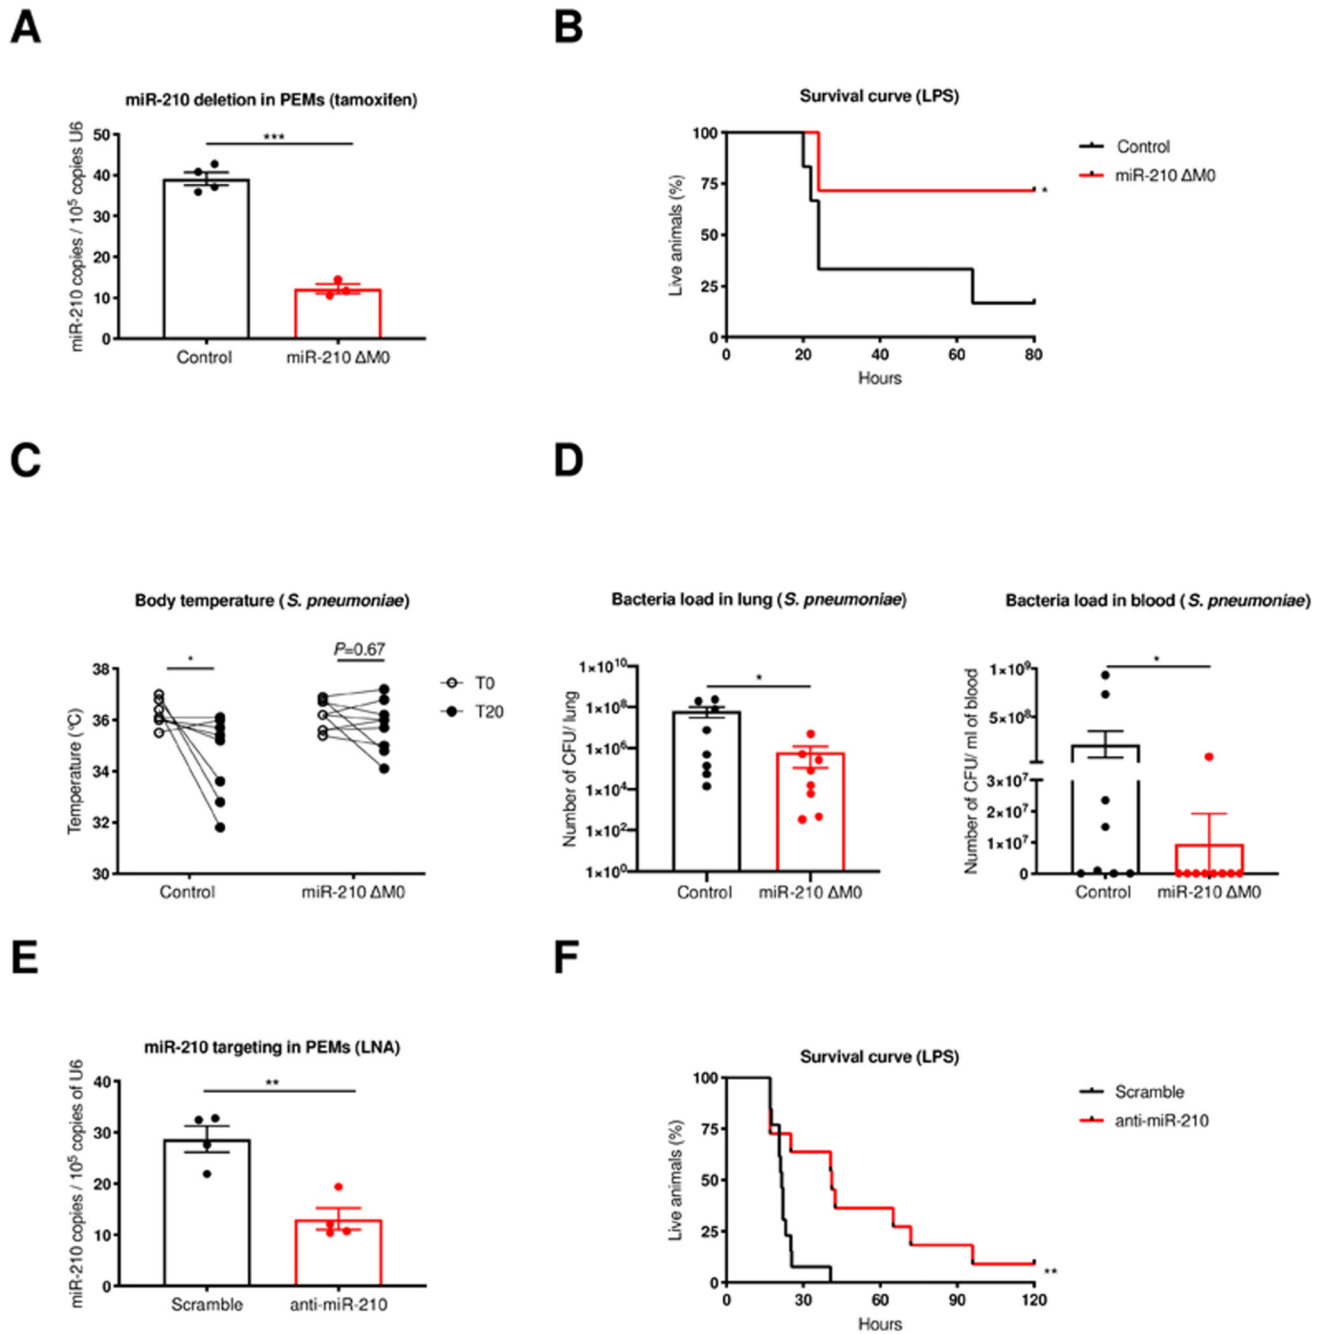 A
miR-210 deletion in PEMs (tamoxifen)
miR-210 copies / 10⁵ copies U6
50
40
30
20
10
0
***
Control
miR-210 ΔM0
B
Survival curve (LPS)
Live animals (%)
100
75
50
25
0
0 20 40 60 80
Hours
*
Control
miR-210 ΔM0
C
Body temperature (S. pneumoniae)
Temperature (°C)
38
36
34
32
30
*
P=0.67
T0
T20
Control
miR-210 ΔM0
D
Bacteria load in lung (S. pneumoniae)
Number of CFU/ lung
1×10¹⁰
1×10⁸
1×10⁶
1×10⁴
1×10²
1×10⁰
*
Control
miR-210 ΔM0
Bacteria load in blood (S. pneumoniae)
Number of CFU/ ml of blood
1×10⁹
5×10⁸
3×10⁷
2×10⁷
1×10⁷
0
*
Control
miR-210 ΔM0
E
miR-210 targeting in PEMs (LNA)
miR-210 copies / 10⁵ copies of U6
40
30
20
10
0
**
Scramble
anti-miR-210
F
Survival curve (LPS)
Live animals (%)
100
75
50
25
0
0 30 60 90 120
Hours
**
Scramble
anti-miR-210